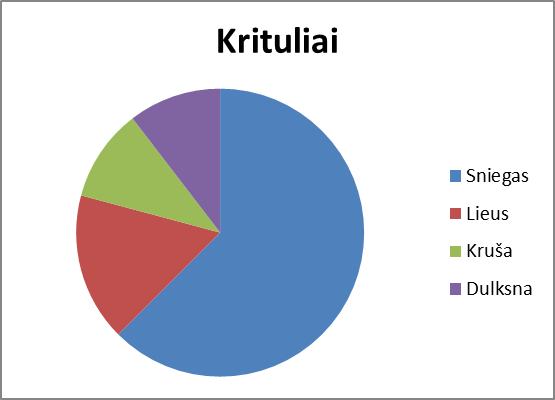 Krituliai
Sniegas
Lieus
Kruša
Dulksna